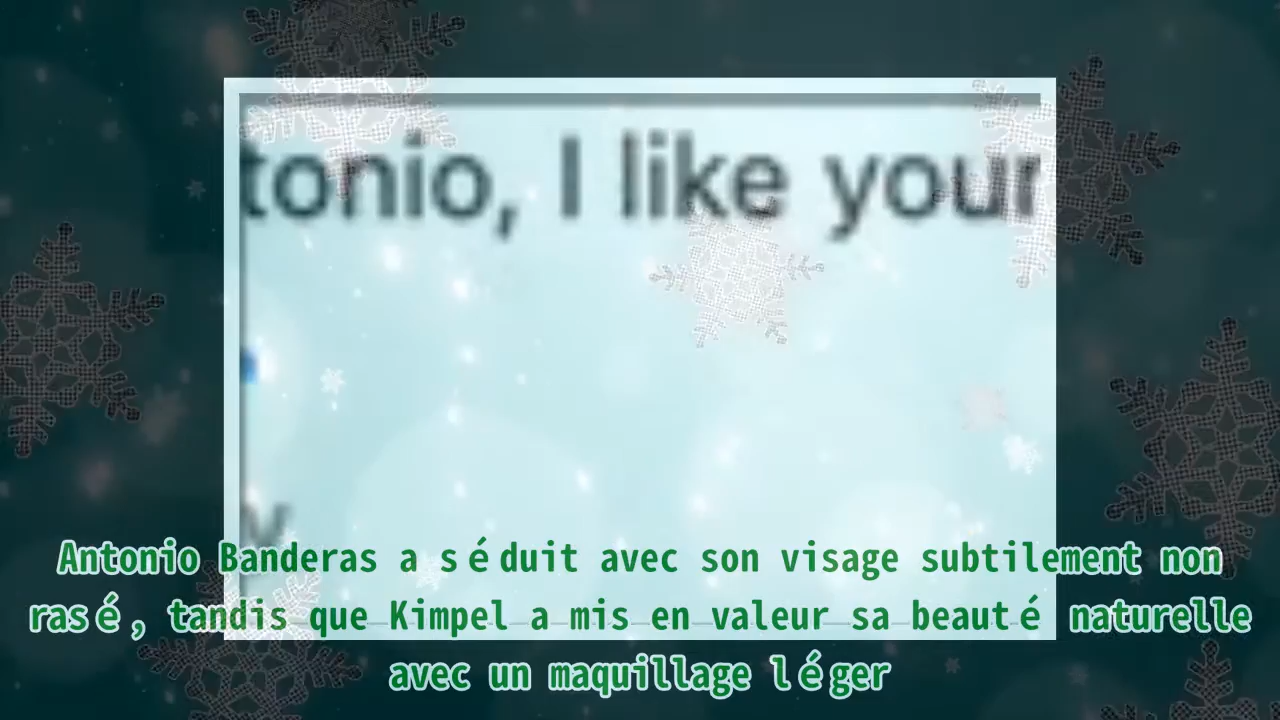 tonio, I like your
Antonio Banderas a séduit avec son visage subtilement non
rasé, tandis que Kimpel a mis en valeur sa beauté naturelle
avec un maquillage léger